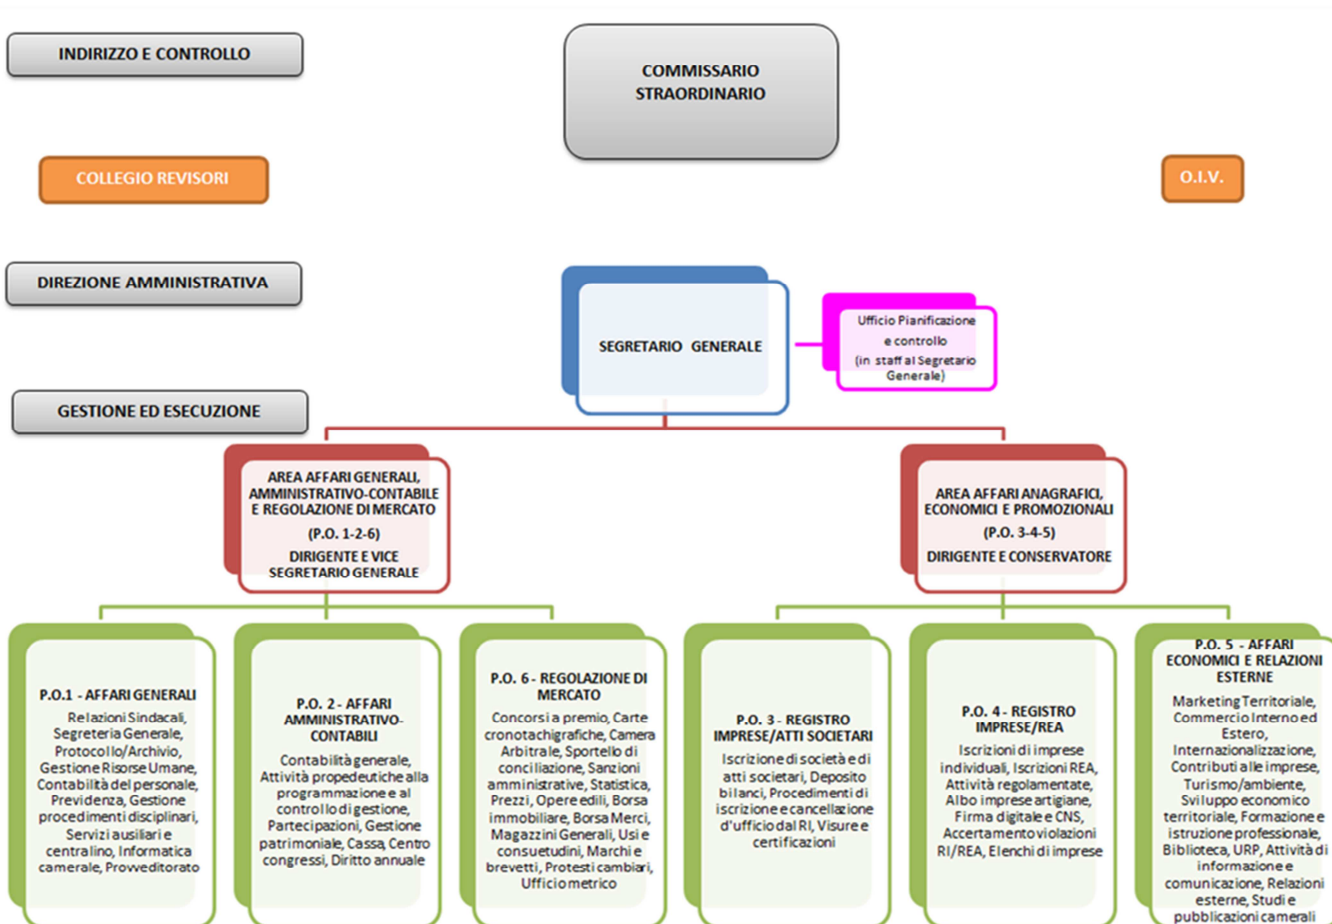 INDIRIZZO E CONTROLLO
COMMISSARIO
STRAORDINARIO
COLLEGIO REVISORI
O.I.V.
DIREZIONE AMMINISTRATIVA
SEGRETARIO GENERALE
Ufficio Pianificazione
e controllo
(in staff al Segretario
Generale)
GESTIONE ED ESECUZIONE
AREA AFFARI GENERALI,
AMMINISTRATIVO-CONTABILE
E REGOLAZIONE DI MERCATO
(P.O. 1-2-6)
DIRIGENTE E VICE
SEGRETARIO GENERALE
AREA AFFARI ANAGRAFICI,
ECONOMICI E PROMOZIONALI
(P.O. 3-4-5)
DIRIGENTE E CONSERVATORE
P.O.1 - AFFARI GENERALI
Relazioni Sindacali,
Segreteria Generale,
Protocollo/Archivio,
Gestione Risorse Umane,
Contabilità del personale,
Previdenza, Gestione
procedimenti disciplinari,
Servizi ausiliari e
centralino, Informatica
camerale, Provveditorato
P.O. 2 - AFFARI
AMMINISTRATIVO-
CONTABILI
Contabilità generale,
Attività propedeutiche alla
programmazione e al
controllo di gestione,
Partecipazioni, Gestione
patrimoniale, Cassa, Centro
congressi, Diritto annuale
P.O. 6 - REGOLAZIONE DI
MERCATO
Concorsi a premio, Carte
cronotachigrafiche, Camera
Arbitrale, Sportello di
conciliazione, Sanzioni
amministrative, Statistica,
Prezzi, Opere edili, Borsa
immobiliare, Borsa Merci,
Magazzini Generali, Usi e
consuetudini, Marchi e
brevetti, Protesti cambiari,
Ufficio metrico
P.O. 3 - REGISTRO
IMPRESE/ATTI SOCIETARI
Iscrizione di società e di
atti societari, Deposito
bilanci, Procedimenti di
iscrizione e cancellazione
d'ufficio dal RI, Visure e
certificazioni
P.O. 4 - REGISTRO
IMPRESE/REA
Iscrizioni di imprese
individuali, Iscrizioni REA,
Attività regolamentate,
Albo imprese artigiane,
Firma digitale e CNS,
Accertamento violazioni
RI/REA, Elenchi di imprese
P.O. 5 - AFFARI
ECONOMICI E RELAZIONI
ESTERNE
Marketing Territoriale,
Commercio Interno ed
Estero,
Internazionalizzazione,
Contributi alle imprese,
Turismo/ambiente,
Sviluppo economico
territoriale, Formazione e
istruzione professionale,
Biblioteca, URP, Attività di
informazione e
comunicazione, Relazioni
esterne, Studi e
pubblicazioni camerali